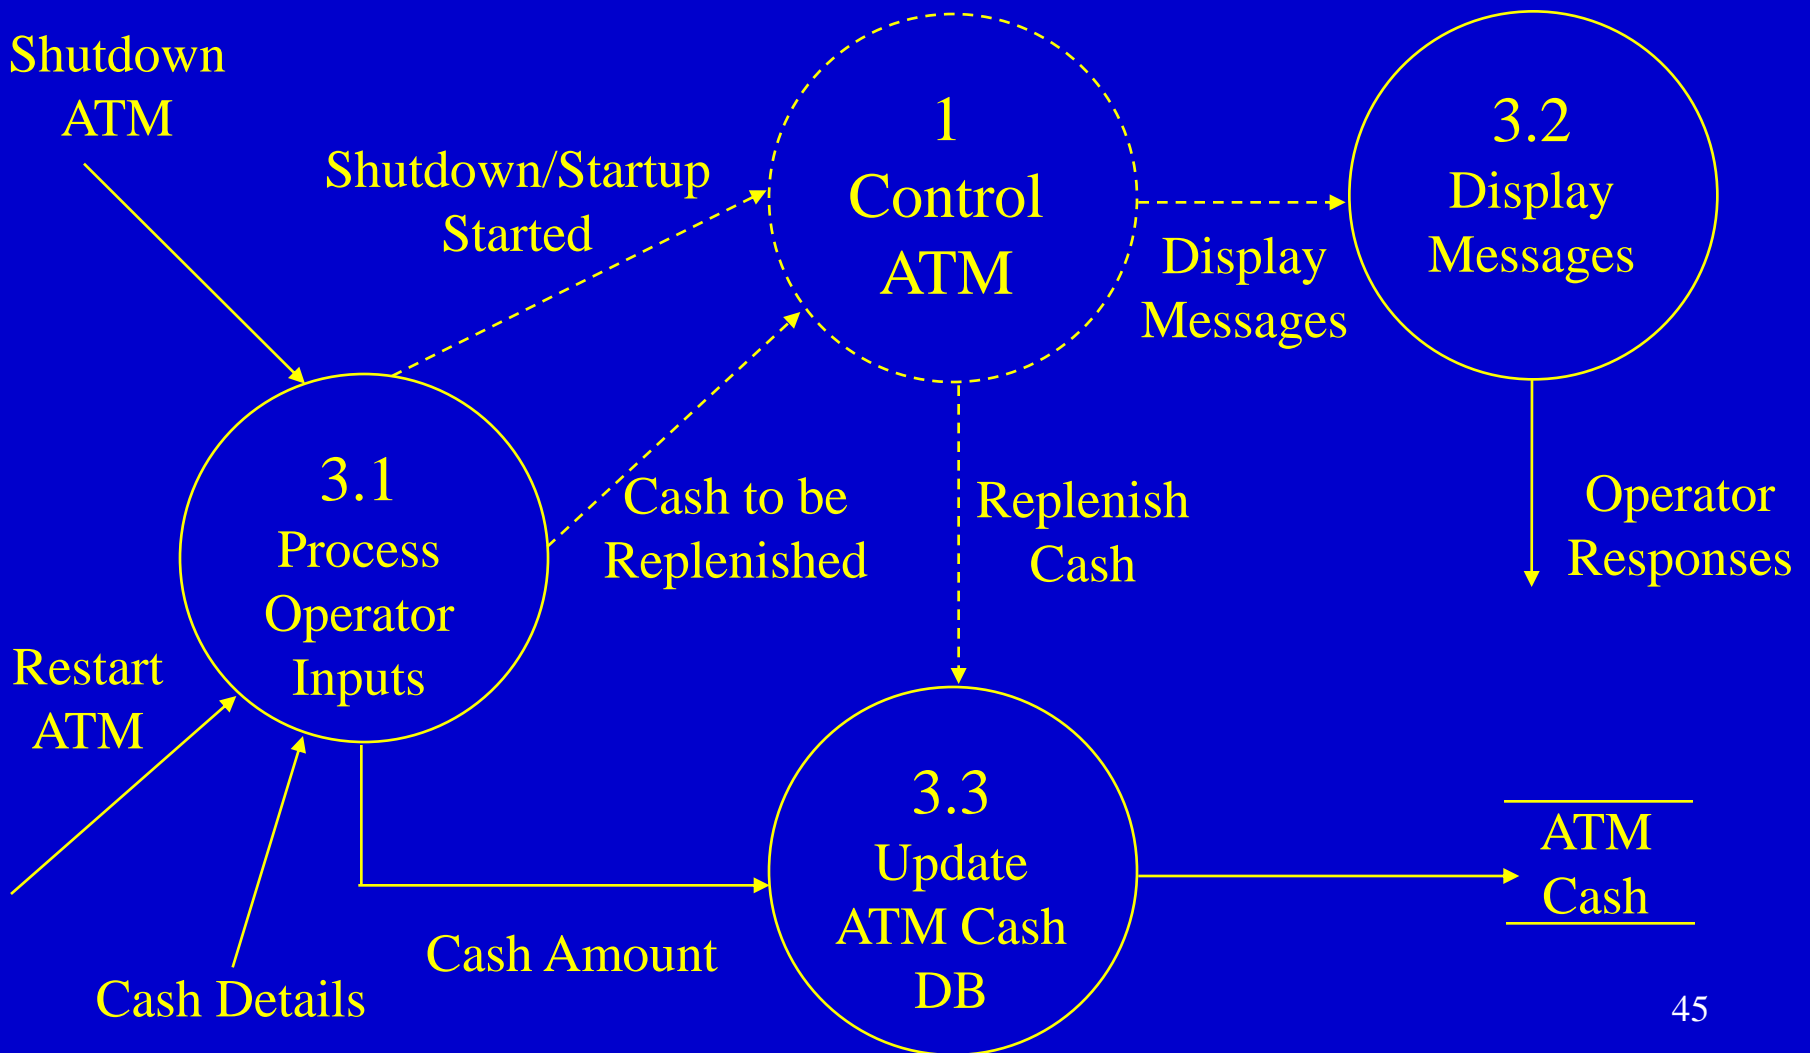 Shutdown
ATM
Shutdown/Startup
Started
1
Control
ATM
Display
Messages
3.2
Display
Messages
3.1
Process
Operator
Inputs
Cash to be
Replenished
Replenish
Cash
Operator
Responses
Restart
ATM
Cash Details
Cash Amount
3.3
Update
ATM Cash
DB
ATM
Cash
45